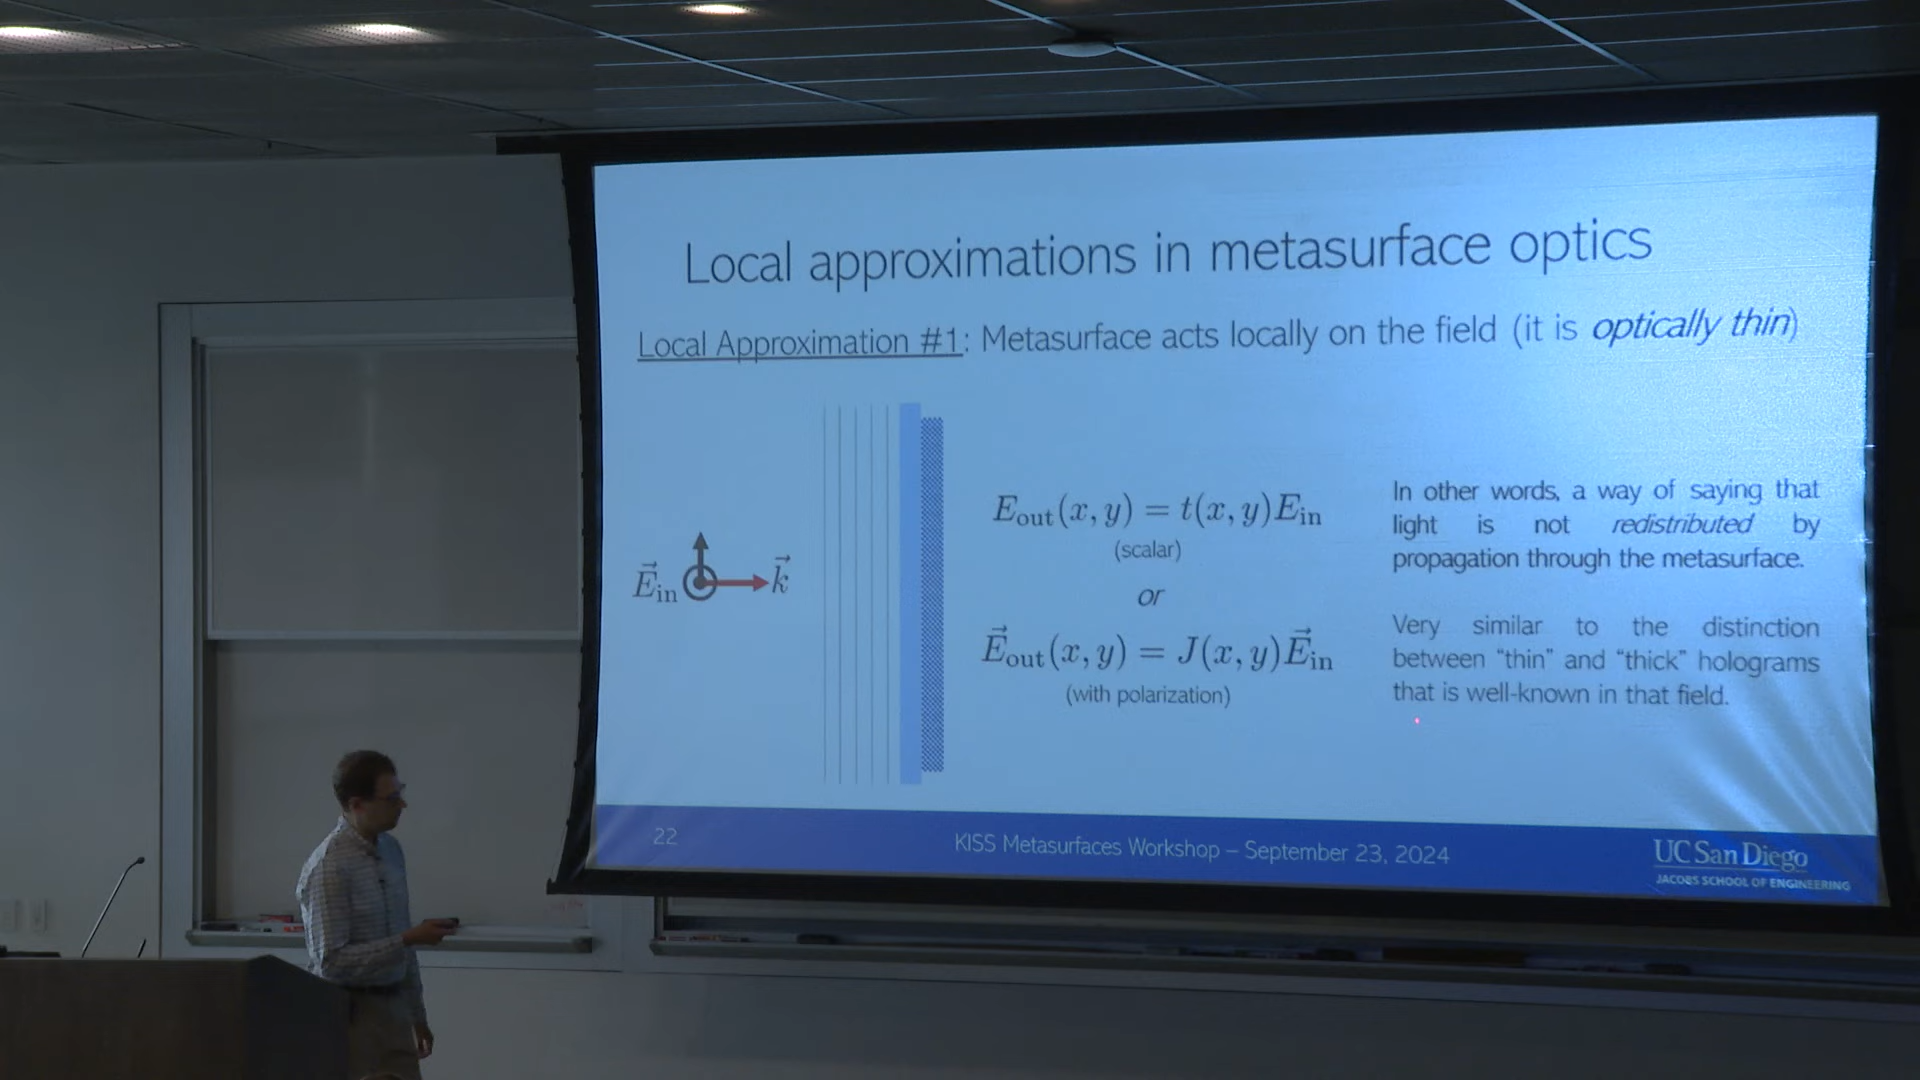 Local approximations in metasurface optics
Local Approximation #1: Metasurface acts locally on the field (it is optically thin)
E⃗in k⃗
Eout(x, y) = t(x, y)Ein
(scalar)
or
E⃗out(x, y) = J(x, y)E⃗in
(with polarization)
In other words, a way of saying that
light is not redistributed by
propagation through the metasurface.
Very similar to the distinction
between “thin” and “thick” holograms
that is well-known in that field.
22
KISS Metasurfaces Workshop – September 23, 2024
UC San Diego
JACOBS SCHOOL OF ENGINEERING